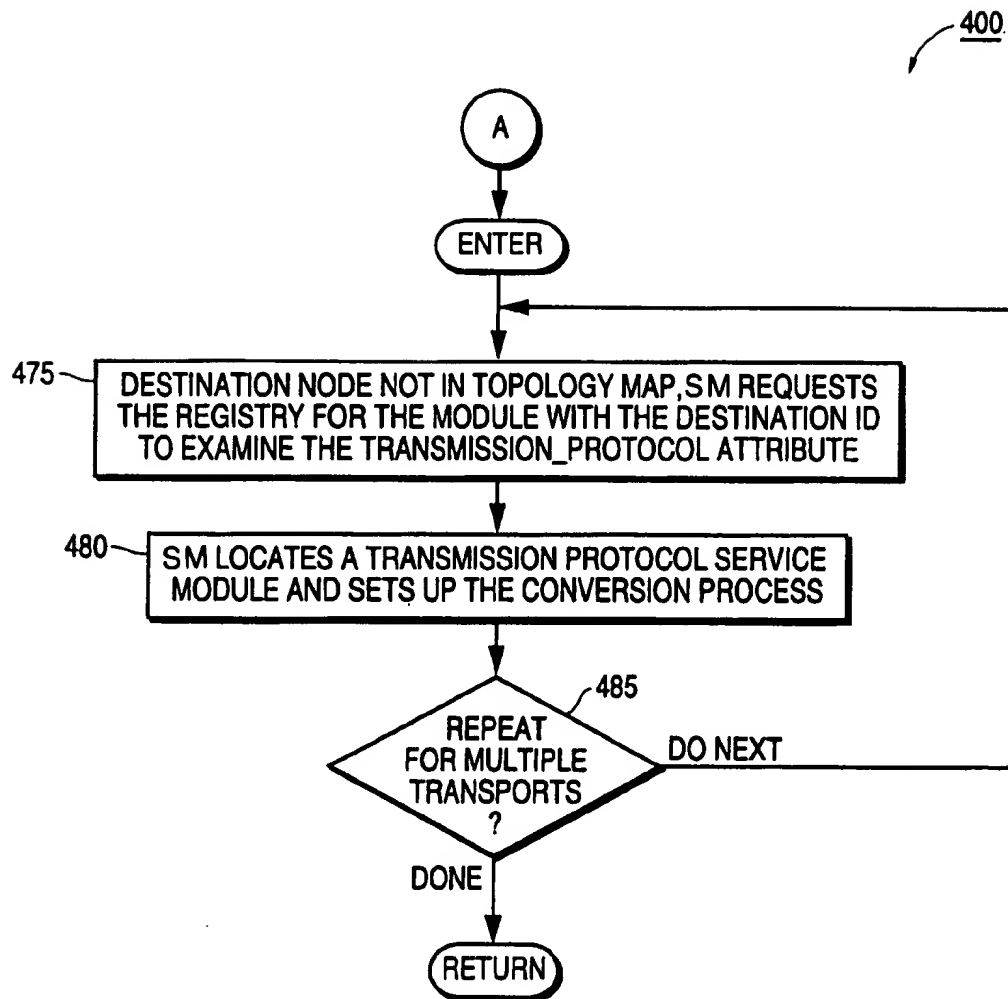 400
A
ENTER
475
DESTINATION NODE NOT IN TOPOLOGY MAP, SM REQUESTS
THE REGISTRY FOR THE MODULE WITH THE DESTINATION ID
TO EXAMINE THE TRANSMISSION_PROTOCOL ATTRIBUTE
480
SM LOCATES A TRANSMISSION PROTOCOL SERVICE
MODULE AND SETS UP THE CONVERSION PROCESS
485
REPEAT
FOR MULTIPLE
TRANSPORTS
?
DO NEXT
DONE
RETURN